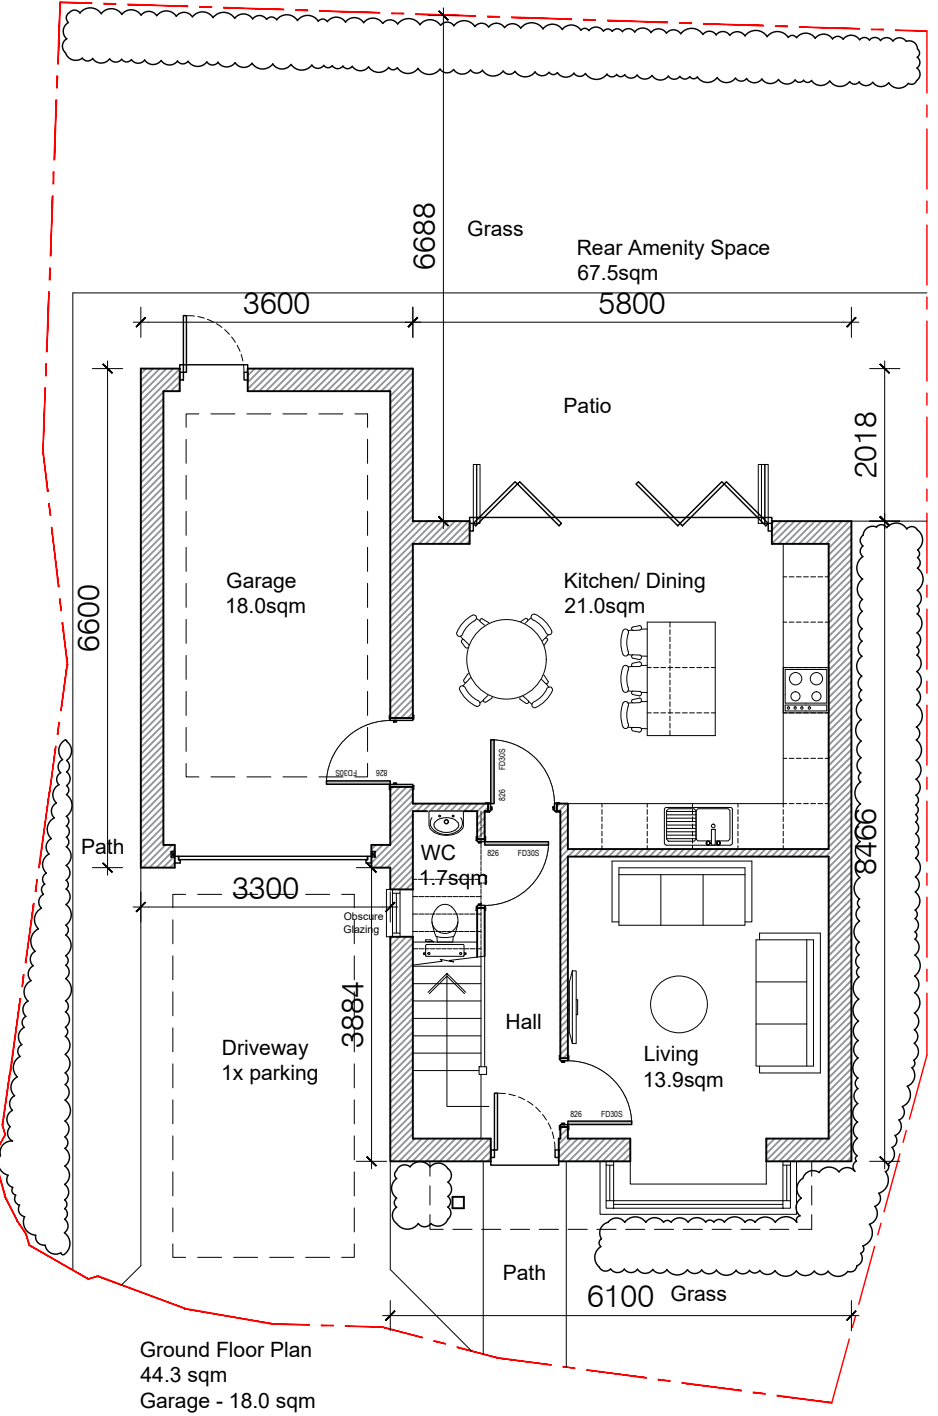 6688
Grass
Rear Amenity Space
67.5sqm
3600
5800
Patio
2018
Garage
18.0sqm
Kitchen/ Dining
21.0sqm
6600
FD30S
826
FD30S
826
Path
WC
1.7sqm
826
FD30S
8466
3300
Obscure
Glazing
3884
Hall
Driveway
1x parking
Living
13.9sqm
826
FD30S
Path
6100
Grass
Ground Floor Plan
44.3 sqm
Garage - 18.0 sqm